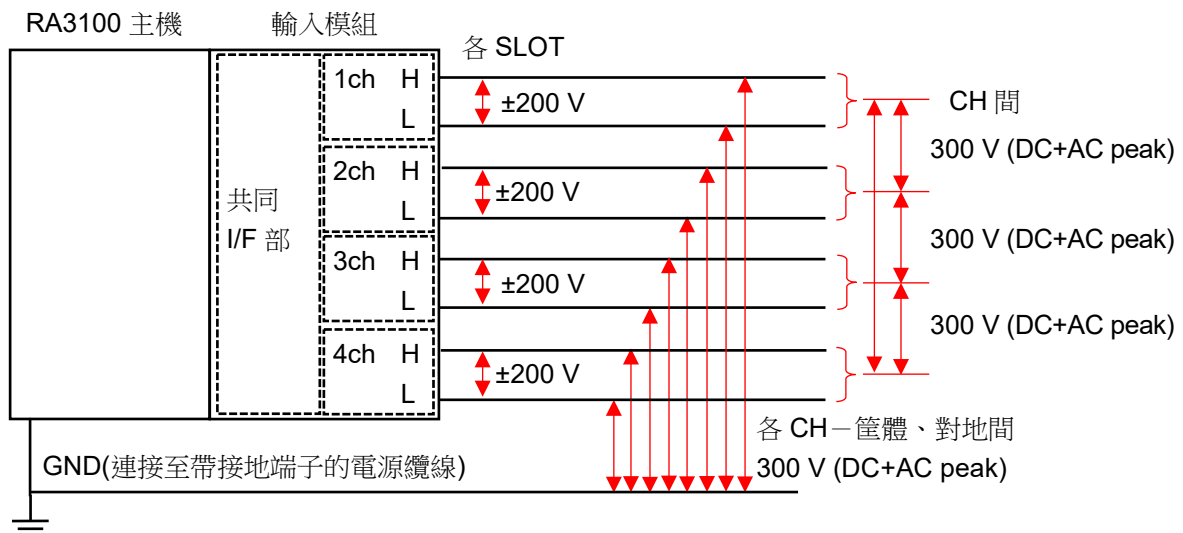 RA3100 主機
輸入模組
各 SLOT
共同
I/F 部
1ch H
L
±200 V
2ch H
L
±200 V
3ch H
L
±200 V
4ch H
L
±200 V
CH 間
300 V (DC+AC peak)
300 V (DC+AC peak)
300 V (DC+AC peak)
各 CH－筐體、對地間
300 V (DC+AC peak)
GND(連接至帶接地端子的電源纜線)